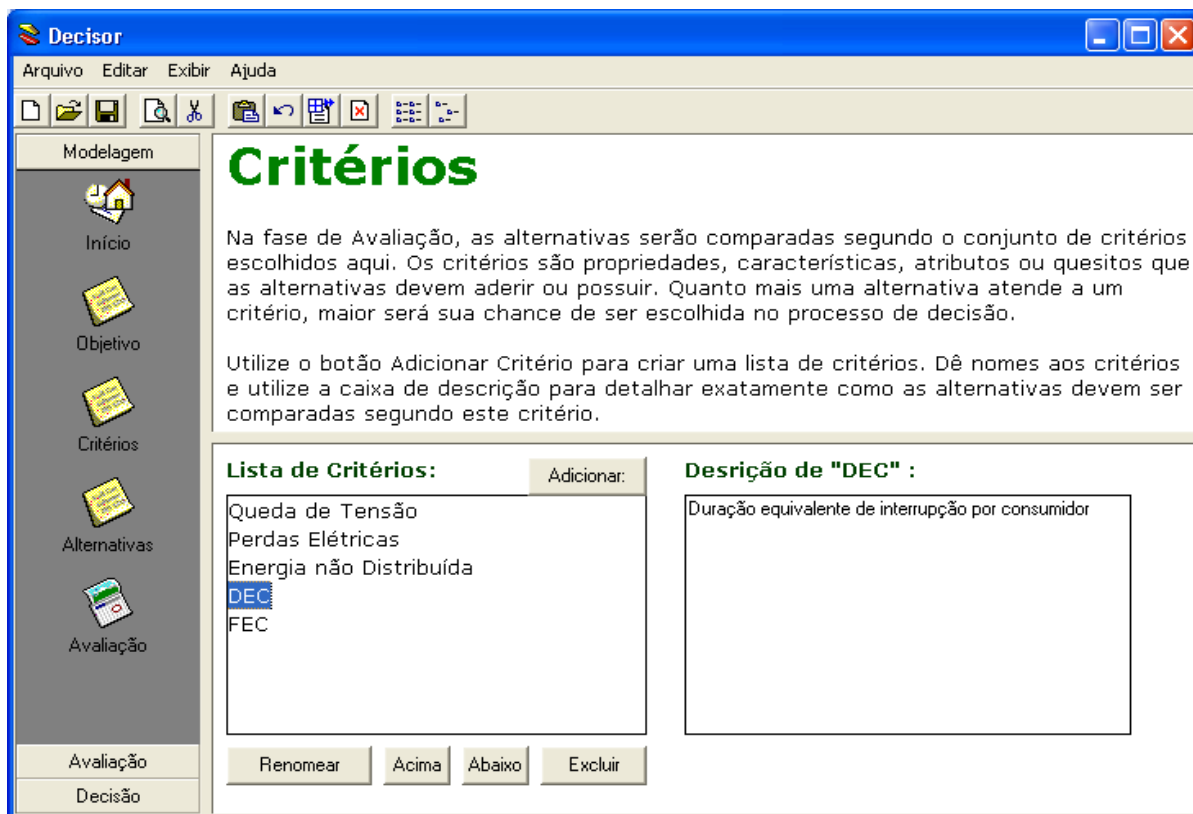 Decisor
Arquivo Editar Exibir Ajuda
Modelagem
Início
Objetivo
Critérios
Alternativas
Avaliação
Avaliação
Decisão
Critérios
Na fase de Avaliação, as alternativas serão comparadas segundo o conjunto de critérios
escolhidos aqui. Os critérios são propriedades, características, atributos ou quesitos que
as alternativas devem aderir ou possuir. Quanto mais uma alternativa atende a um
critério, maior será sua chance de ser escolhida no processo de decisão.
Utilize o botão Adicionar Critério para criar uma lista de critérios. Dê nomes aos critérios
e utilize a caixa de descrição para detalhar exatamente como as alternativas devem ser
comparadas segundo este critério.
Lista de Critérios:
Adicionar:
Queda de Tensão
Perdas Elétricas
Energia não Distribuída
DEC
FEC
Renomear Acima Abaixo Excluir
Desrição de "DEC" :
Duração equivalente de interrupção por consumidor